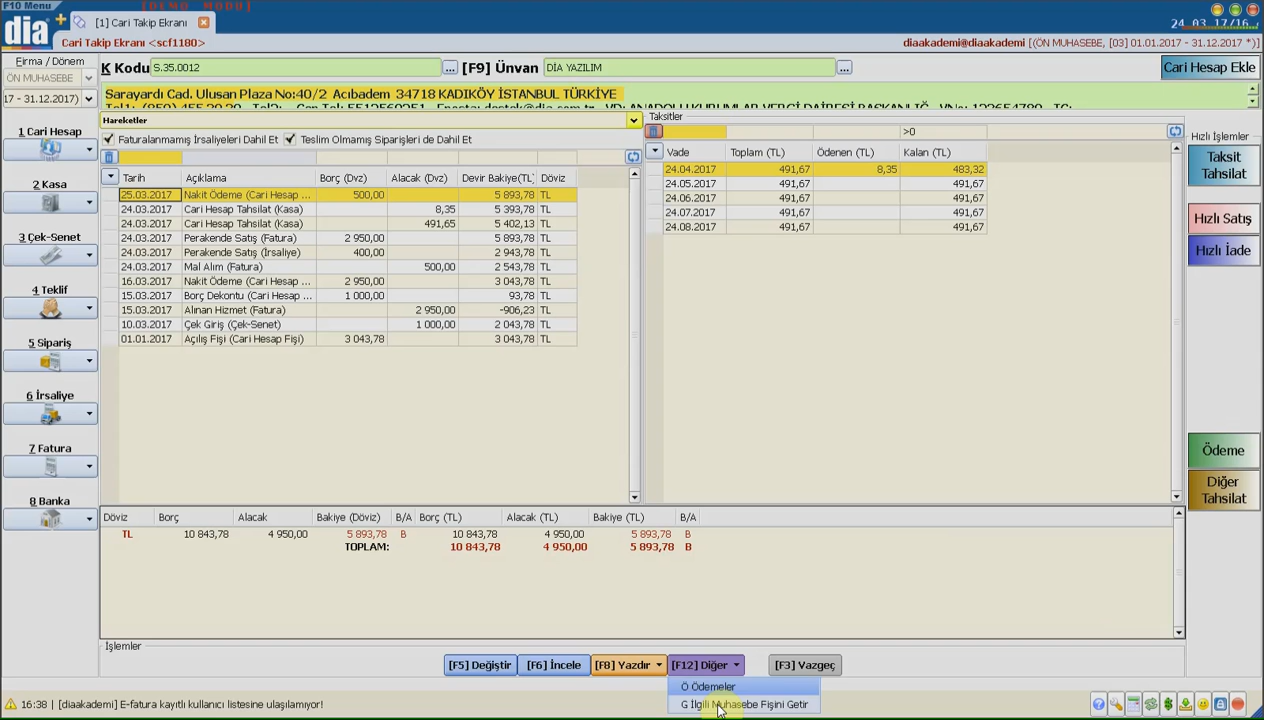 F10 Menu
[DEMO MODU]
dia
[1] Cari Takip Ekranı
24 03 17/16
Cari Takip Ekranı <scf1180>
diaakademi@diaakademi [(ÖN MUHASEBE, [03] 01.01.2017 - 31.12.2017 *)]
Firma / Dönem
ÖN MUHASEBE
17 - 31.12.2017)
K Kodu S.35.0012 ... [F9] Ünvan DİA YAZILIM ...
Cari Hesap Ekle
Sarayardı Cad. Ulusan Plaza No:40/2 Acıbadem 34718 KADIKÖY İSTANBUL TÜRKİYE
Hareketler
Faturalanmamış İrsaliyeleri Dahil Et Teslim Olmamış Siparişleri de Dahil Et
Tarih Açıklama Borç (Dvz) Alacak (Dvz) Devir Bakiye(TL) Döviz
25.03.2017 Nakit Ödeme (Cari Hesap ... 500,00 5 893,78 TL
24.03.2017 Cari Hesap Tahsilat (Kasa) 8,35 5 393,78 TL
24.03.2017 Cari Hesap Tahsilat (Kasa) 491,65 5 402,13 TL
24.03.2017 Perakende Satış (Fatura) 2 950,00 5 893,78 TL
24.03.2017 Perakende Satış (İrsaliye) 400,00 2 943,78 TL
24.03.2017 Mal Alım (Fatura) 500,00 2 543,78 TL
16.03.2017 Nakit Ödeme (Cari Hesap ... 2 950,00 3 043,78 TL
15.03.2017 Borç Dekontu (Cari Hesap ... 1 000,00 93,78 TL
15.03.2017 Alınan Hizmet (Fatura) 2 950,00 -906,23 TL
10.03.2017 Çek Giriş (Çek-Senet) 1 000,00 2 043,78 TL
01.01.2017 Açılış Fişi (Cari Hesap Fişi) 3 043,78 3 043,78 TL
Taksitler
>0
Vade Toplam (TL) Ödenen (TL) Kalan (TL)
24.04.2017 491,67 8,35 483,32
24.05.2017 491,67 491,67
24.06.2017 491,67 491,67
24.07.2017 491,67 491,67
24.08.2017 491,67 491,67
1 Cari Hesap
2 Kasa
3 Çek-Senet
4 Teklif
5 Sipariş
6 İrsaliye
7 Fatura
8 Banka
Hızlı İşlemler
Taksit
Tahsilat
Hızlı Satış
Hızlı İade
Ödeme
Diğer
Tahsilat
Döviz Borç Alacak Bakiye (Döviz) B/A Borç (TL) Alacak (TL) Bakiye (TL) B/A
TL 10 843,78 4 950,00 5 893,78 B 10 843,78 4 950,00 5 893,78 B
TOPLAM: 10 843,78 4 950,00 5 893,78 B
İşlemler
[F5] Değiştir [F6] İncele [F8] Yazdır [F12] Diğer [F3] Vazgeç
Ö Ödemeler
G İlgili Muhasebe Fişini Getir
16:38 | [diaakademi] E-fatura kayıtlı kullanıcı listesine ulaşılamıyor!